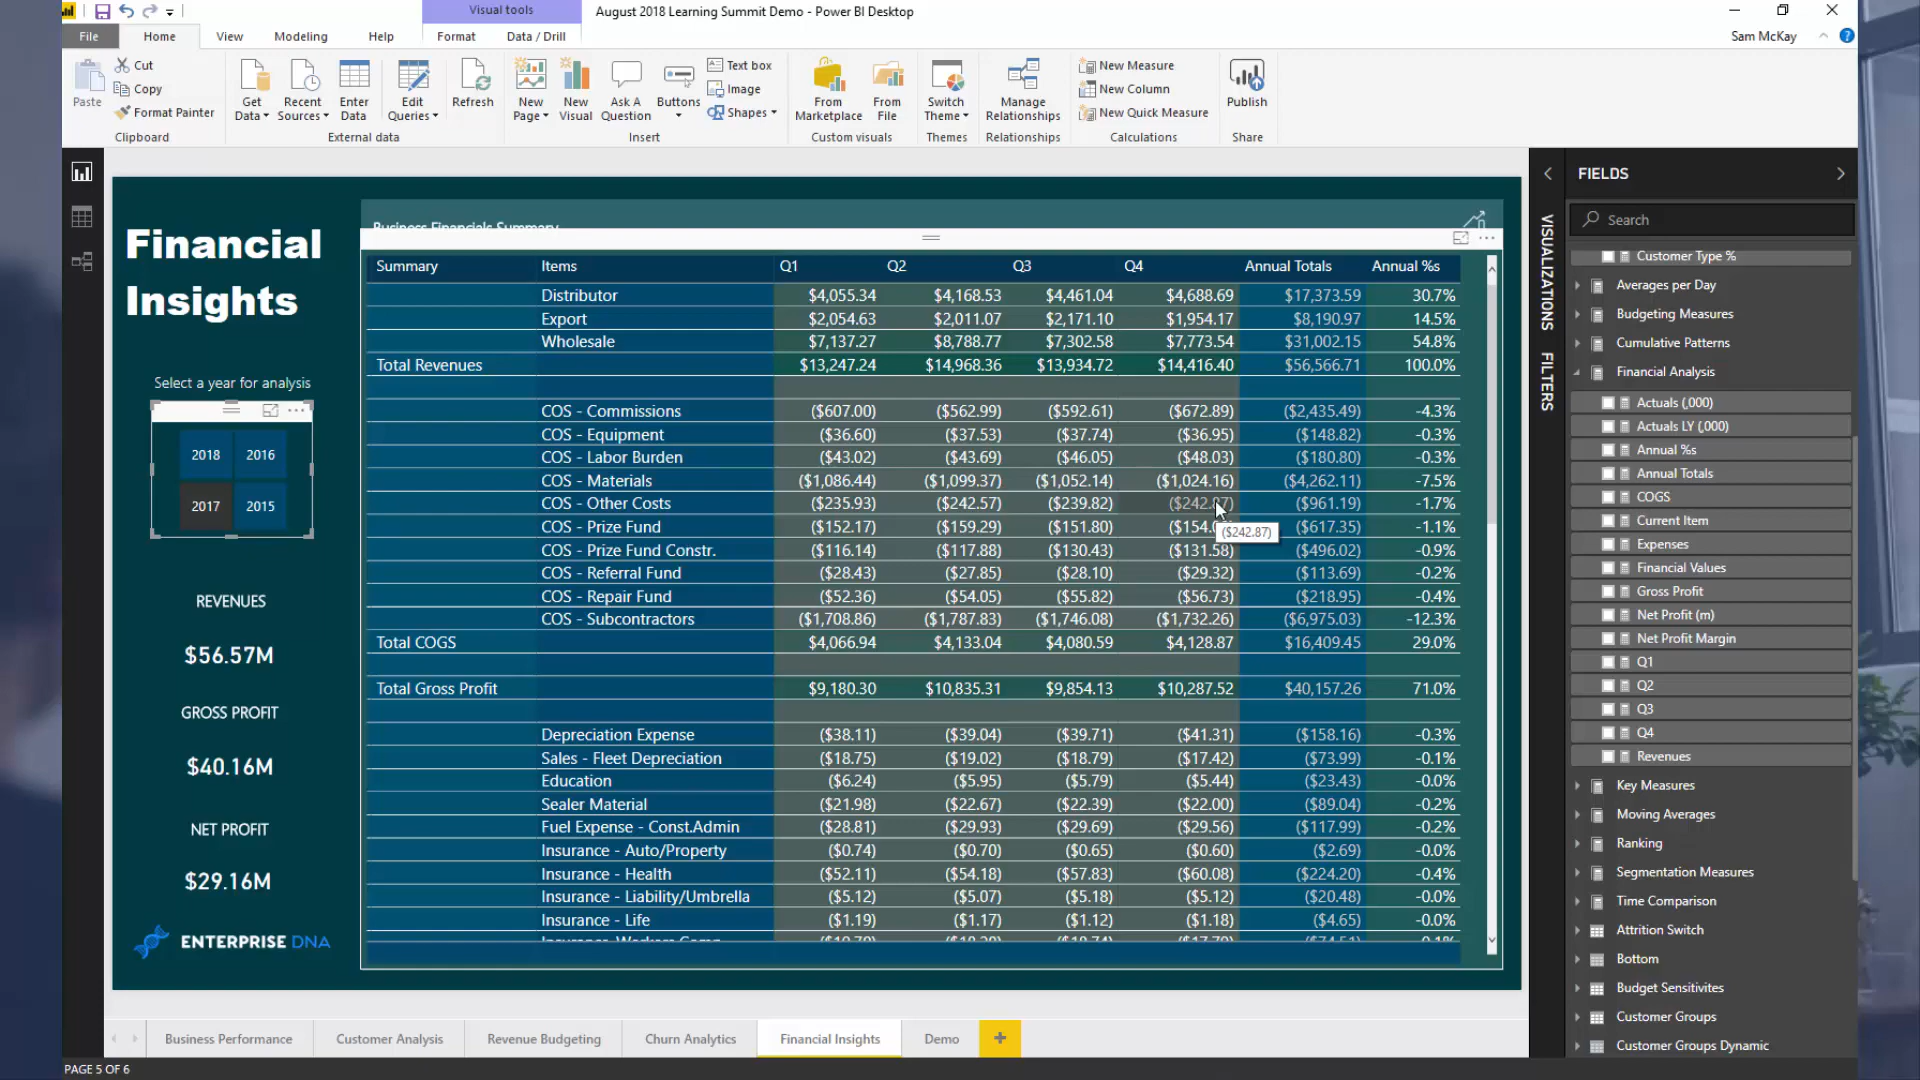 Visual tools
August 2018 Learning Summit Demo - Power BI Desktop
File Home View Modeling Help Format Data / Drill
Sam McKay
Paste
Cut
Copy
Format Painter
Clipboard
Get Data
Recent Sources
Enter Data
Edit Queries
Refresh
External data
New Page
New Visual
Ask A Question
Buttons
Text box
Image
Shapes
Insert
From Marketplace
From File
Custom visuals
Switch Theme
Themes
Manage Relationships
Relationships
New Measure
New Column
New Quick Measure
Calculations
Publish
Share
Financial
Insights
Select a year for analysis
2018 2016
2017 2015
REVENUES
$56.57M
GROSS PROFIT
$40.16M
NET PROFIT
$29.16M
ENTERPRISE DNA
Business Financials Summary
Summary Items Q1 Q2 Q3 Q4 Annual Totals Annual %s
Distributor $4,055.34 $4,168.53 $4,461.04 $4,688.69 $17,373.59 30.7%
Export $2,054.63 $2,011.07 $2,171.10 $1,954.17 $8,190.97 14.5%
Wholesale $7,137.27 $8,788.77 $7,302.58 $7,773.54 $31,002.15 54.8%
Total Revenues $13,247.24 $14,968.36 $13,934.72 $14,416.40 $56,566.71 100.0%
COS - Commissions ($607.00) ($562.99) ($592.61) ($672.89) ($2,435.49) -4.3%
COS - Equipment ($36.60) ($37.53) ($37.74) ($36.95) ($148.82) -0.3%
COS - Labor Burden ($43.02) ($43.69) ($46.05) ($48.03) ($180.80) -0.3%
COS - Materials ($1,086.44) ($1,099.37) ($1,052.14) ($1,024.16) ($4,262.11) -7.5%
COS - Other Costs ($235.93) ($242.57) ($239.82) ($242.87) ($961.19) -1.7%
COS - Prize Fund ($152.17) ($159.29) ($151.80) ($617.35) -1.1%
($242.87)
COS - Prize Fund Constr. ($116.14) ($117.88) ($130.43) ($131.58) ($496.02) -0.9%
COS - Referral Fund ($28.43) ($27.85) ($28.10) ($29.32) ($113.69) -0.2%
COS - Repair Fund ($52.36) ($54.05) ($55.82) ($56.73) ($218.95) -0.4%
COS - Subcontractors ($1,708.86) ($1,787.83) ($1,746.08) ($1,732.26) ($6,975.03) -12.3%
Total COGS $4,066.94 $4,133.04 $4,080.59 $4,128.87 $16,409.45 29.0%
Total Gross Profit $9,180.30 $10,835.31 $9,854.13 $10,287.52 $40,157.26 71.0%
Depreciation Expense ($38.11) ($39.04) ($39.71) ($41.31) ($158.16) -0.3%
Sales - Fleet Depreciation ($18.75) ($19.02) ($18.79) ($17.42) ($73.99) -0.1%
Education ($6.24) ($5.95) ($5.79) ($5.44) ($23.43) -0.0%
Sealer Material ($21.98) ($22.67) ($22.39) ($22.00) ($89.04) -0.2%
Fuel Expense - Const.Admin ($28.81) ($29.93) ($29.69) ($29.56) ($117.99) -0.2%
Insurance - Auto/Property ($0.74) ($0.70) ($0.65) ($0.60) ($2.69) -0.0%
Insurance - Health ($52.11) ($54.18) ($57.83) ($60.08) ($224.20) -0.4%
Insurance - Liability/Umbrella ($5.12) ($5.07) ($5.18) ($5.12) ($20.48) -0.0%
Insurance - Life ($1.19) ($1.17) ($1.12) ($1.18) ($4.65) -0.0%
VISUALIZATIONS
FILTERS
FIELDS
Search
Customer Type %
Averages per Day
Budgeting Measures
Cumulative Patterns
Financial Analysis
Actuals (,000)
Actuals LY (,000)
Annual %s
Annual Totals
COGS
Current Item
Expenses
Financial Values
Gross Profit
Net Profit (m)
Net Profit Margin
Q1
Q2
Q3
Q4
Revenues
Key Measures
Moving Averages
Ranking
Segmentation Measures
Time Comparison
Attrition Switch
Bottom
Budget Sensitivites
Customer Groups
Customer Groups Dynamic
Business Performance Customer Analysis Revenue Budgeting Churn Analytics Financial Insights Demo
PAGE 5 OF 6